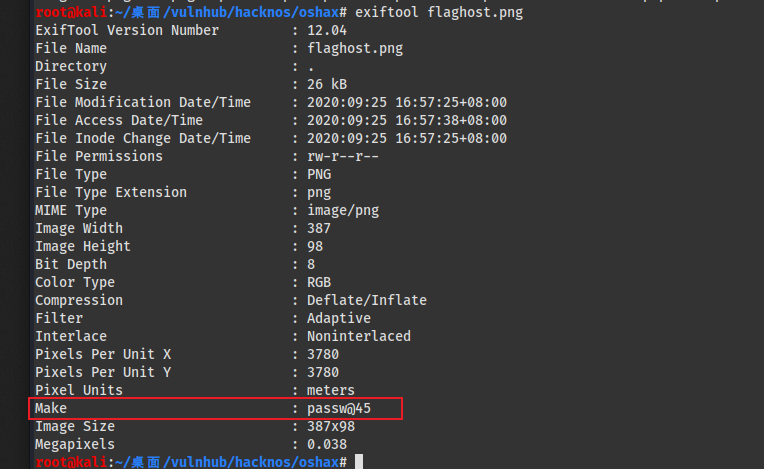 root@kali:~/桌面/vulnhub/hacknos/oshax# exiftool flaghost.png
ExifTool Version Number : 12.04
File Name : flaghost.png
Directory : .
File Size : 26 kB
File Modification Date/Time : 2020:09:25 16:57:25+08:00
File Access Date/Time : 2020:09:25 16:57:38+08:00
File Inode Change Date/Time : 2020:09:25 16:57:25+08:00
File Permissions : rw-r--r--
File Type : PNG
File Type Extension : png
MIME Type : image/png
Image Width : 387
Image Height : 98
Bit Depth : 8
Color Type : RGB
Compression : Deflate/Inflate
Filter : Adaptive
Interlace : Noninterlaced
Pixels Per Unit X : 3780
Pixels Per Unit Y : 3780
Pixel Units : meters
Make : passw@45
Image Size : 387x98
Megapixels : 0.038
root@kali:~/桌面/vulnhub/hacknos/oshax#